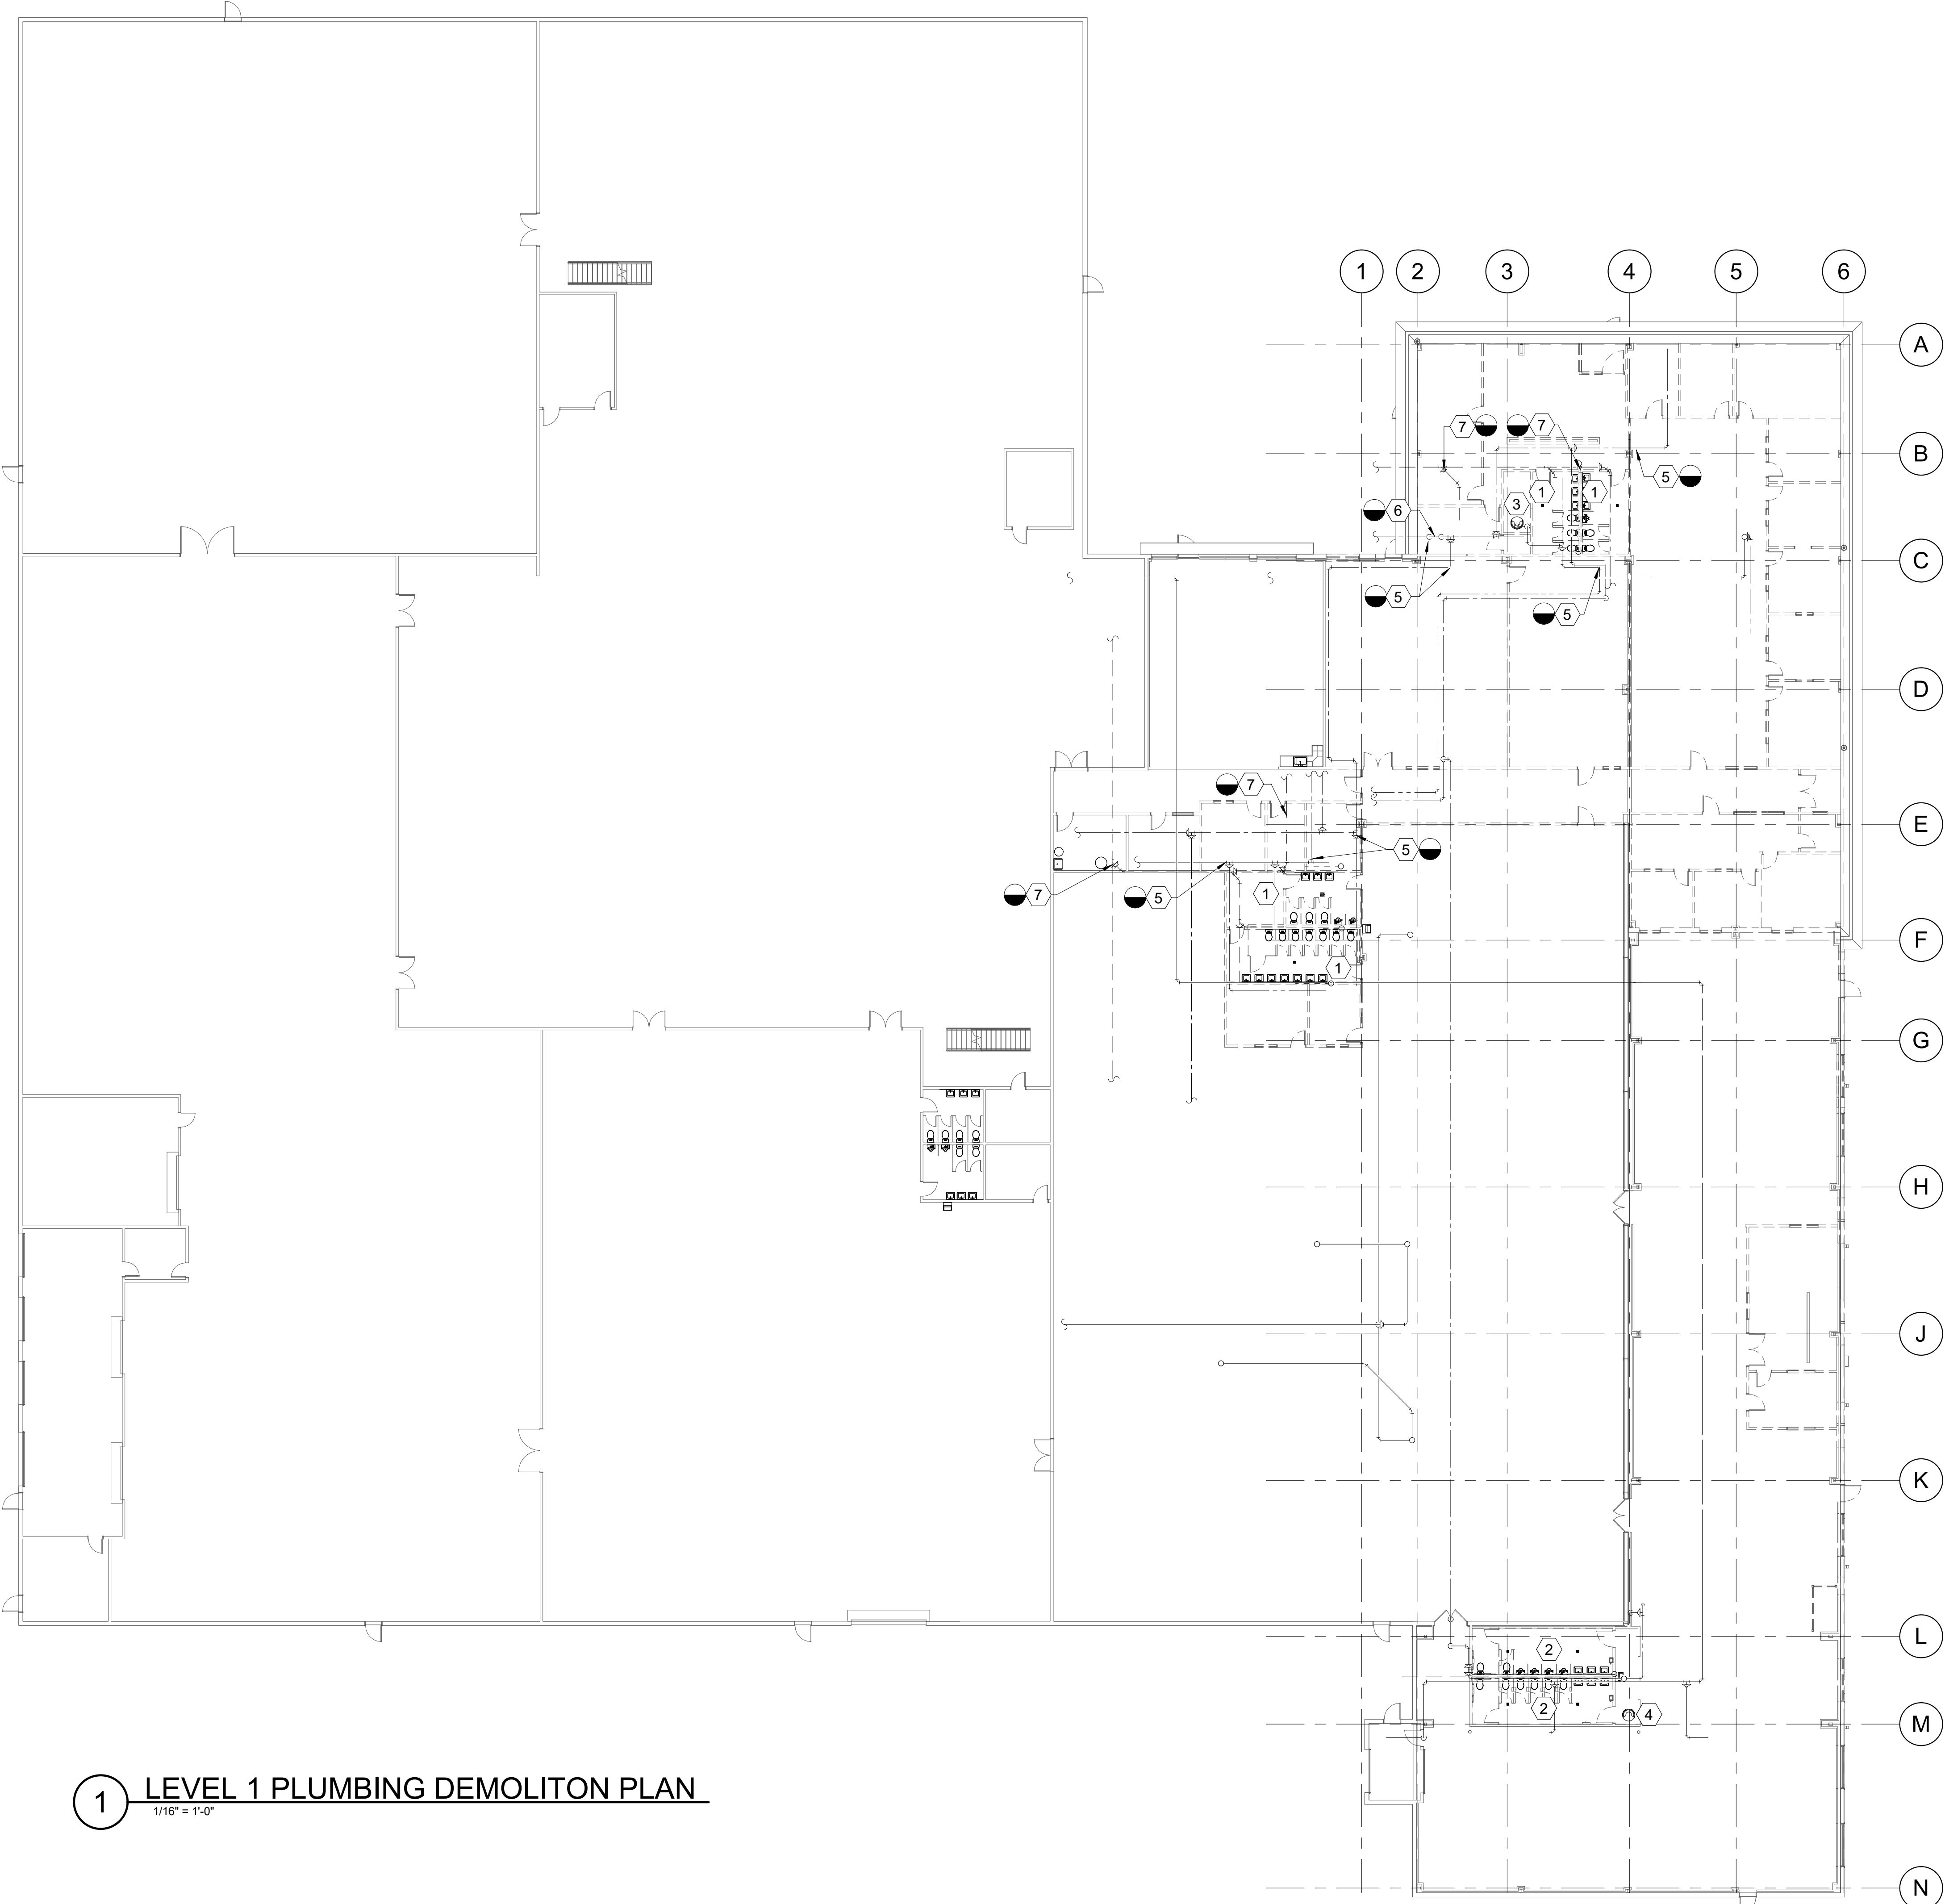 1 2 3 4 5 6
A
7 7
B
5
1 1
3
6
C
5
5
D
7
E
5
7 5
1
F
1
G
H
J
K
L
2
2
4
M
1 LEVEL 1 PLUMBING DEMOLITON PLAN
1/16" = 1'-0"
N